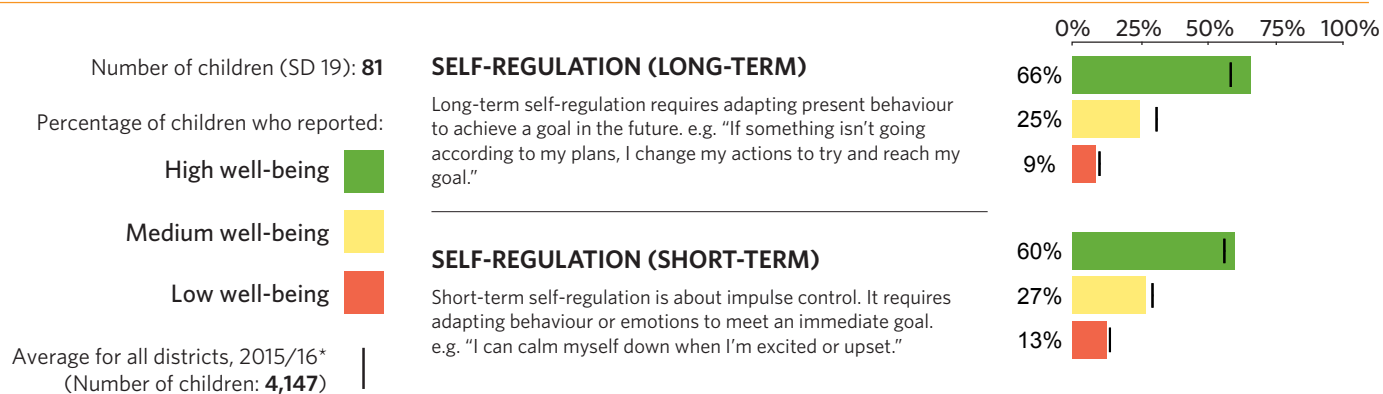 Number of children (SD 19): 81
Percentage of children who reported:
High well-being
Medium well-being
Low well-being
Average for all districts, 2015/16*
(Number of children: 4,147)
SELF-REGULATION (LONG-TERM)
Long-term self-regulation requires adapting present behaviour
to achieve a goal in the future. e.g. “If something isn’t going
according to my plans, I change my actions to try and reach my
goal.”
0% 25% 50% 75% 100%
66%
25%
9%
SELF-REGULATION (SHORT-TERM)
Short-term self-regulation is about impulse control. It requires
adapting behaviour or emotions to meet an immediate goal.
e.g. “I can calm myself down when I’m excited or upset.”
60%
27%
13%